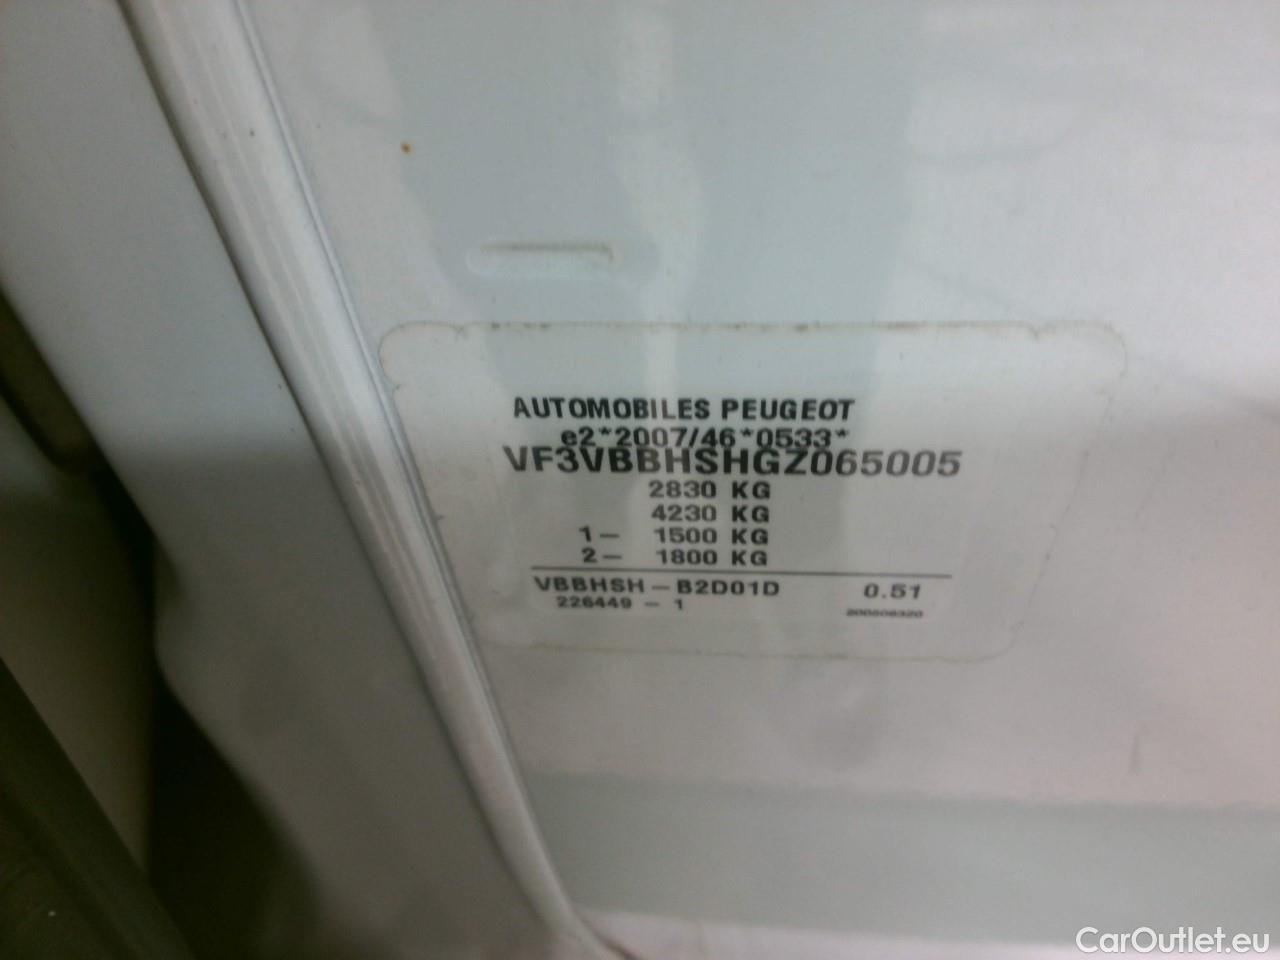 AUTOMOBILES PEUGEOT
e2*2007/46*0533*
VF3VBBHSHGZ065005
2830 KG
4230 KG
1- 1500 KG
2- 1800 KG
VBBHSH-B2D01D 0.51
226449 - 1
CarOutlet.eu